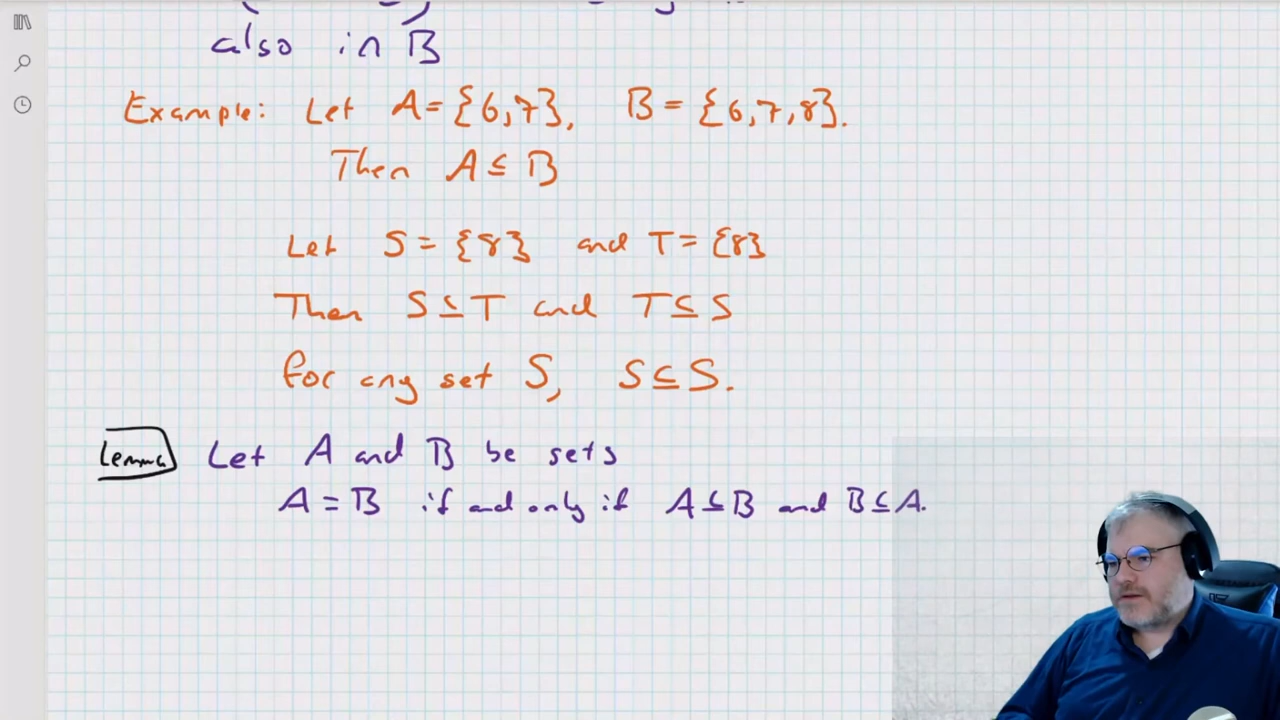 also in B
Example: Let A = {6,7}, B = {6,7,8}.
Then A ⊆ B
Let S = {8} and T = {8}
Then S ⊆ T and T ⊆ S
for any set S, S ⊆ S.
Lemma Let A and B be sets
A = B if and only if A ⊆ B and B ⊆ A.